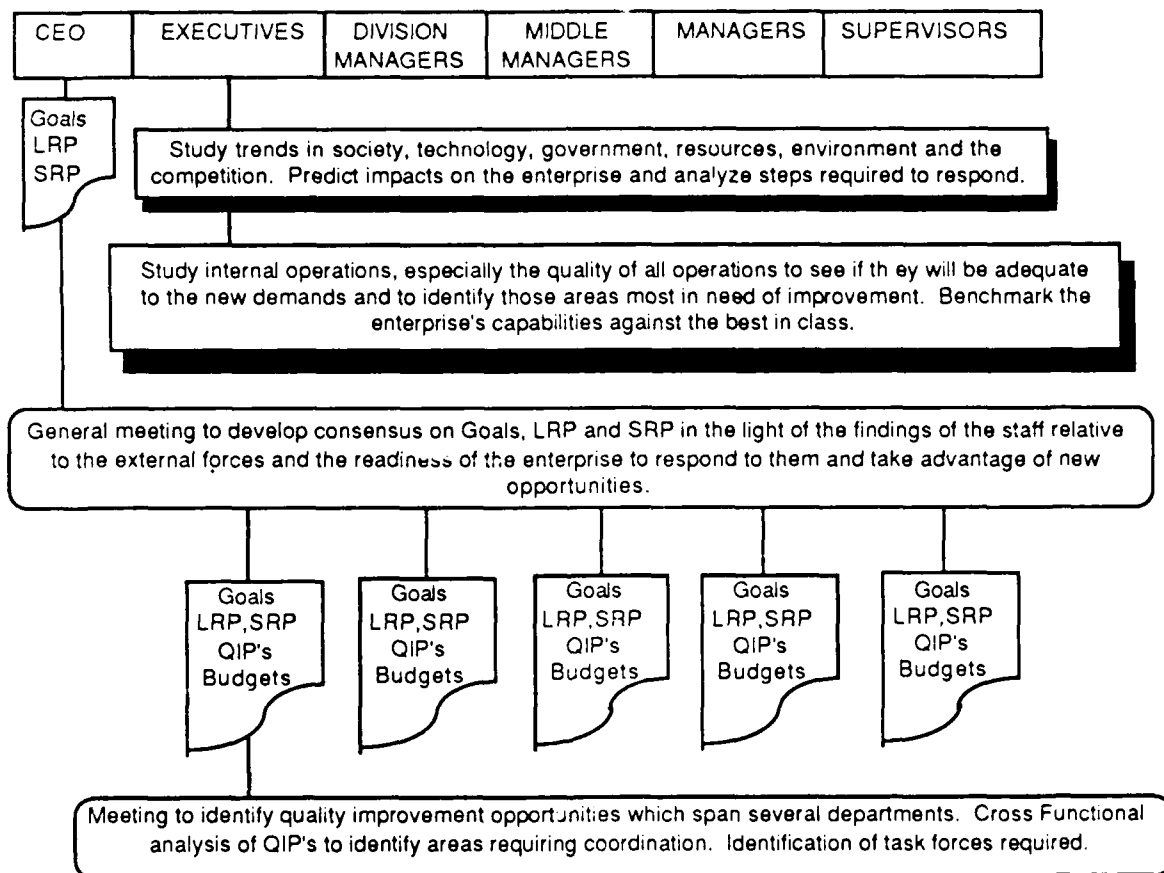 CEO
EXECUTIVES
DIVISION
MANAGERS
MIDDLE
MANAGERS
MANAGERS
SUPERVISORS
Goals
LRP
SRP
Study trends in society, technology, government, resources, environment and the
competition. Predict impacts on the enterprise and analyze steps required to respond.
Study internal operations, especially the quality of all operations to see if th ey will be adequate
to the new demands and to identify those areas most in need of improvement. Benchmark the
enterprise's capabilities against the best in class.
General meeting to develop consensus on Goals, LRP and SRP in the light of the findings of the staff relative
to the external forces and the readiness of the enterprise to respond to them and take advantage of new
opportunities.
Goals
LRP,SRP
QIP's
Budgets
Goals
LRP,SRP
QIP's
Budgets
Goals
LRP,SRP
QIP's
Budgets
Goals
LRP,SRP
QIP's
Budgets
Goals
LRP,SRP
QIP's
Budgets
Meeting to identify quality improvement opportunities which span several departments. Cross Functional
analysis of QIP's to identify areas requiring coordination. Identification of task forces required.